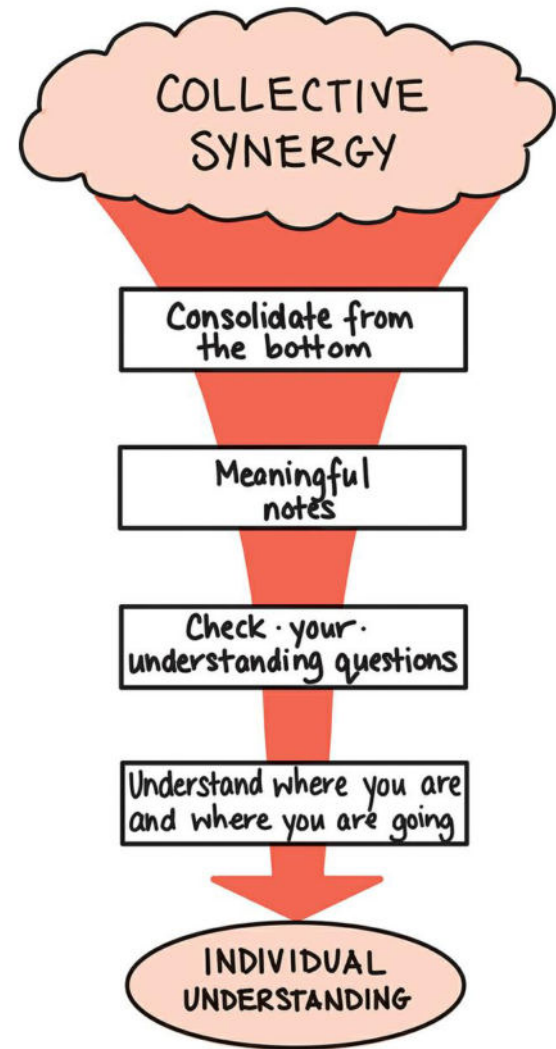 COLLECTIVE
SYNERGY
Consolidate from
the bottom
Meaningful
notes
Check-your-
understanding questions
Understand where you are
and where you are going
INDIVIDUAL
UNDERSTANDING